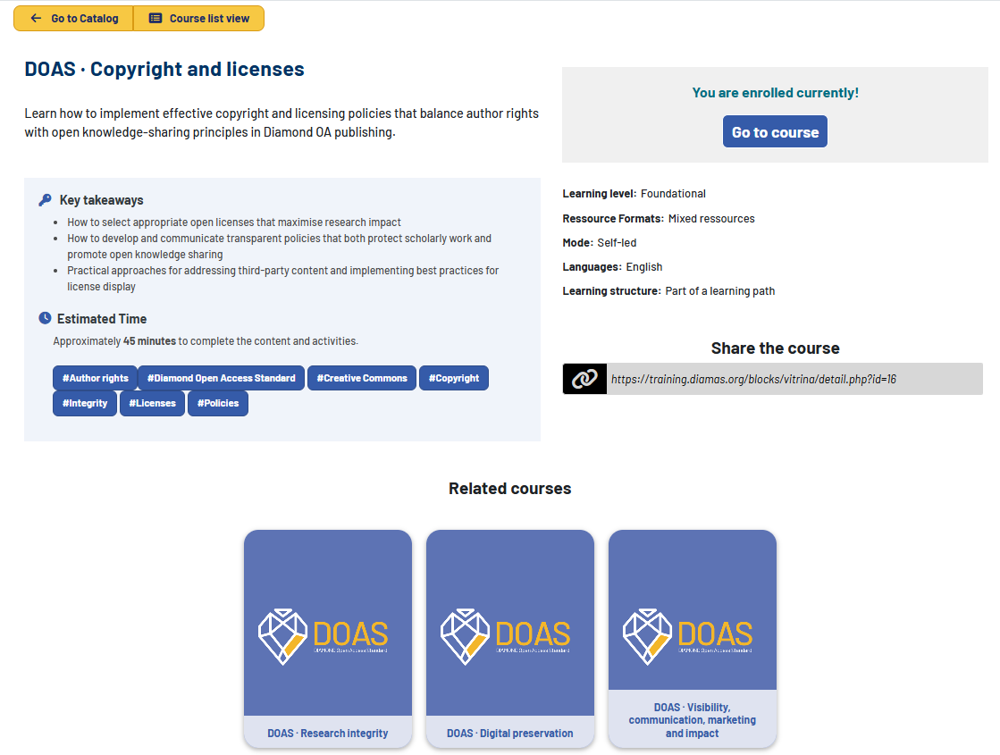 Go to Catalog
Course list view
DOAS · Copyright and licenses
Learn how to implement effective copyright and licensing policies that balance author rights
with open knowledge-sharing principles in Diamond OA publishing.
Key takeaways
How to select appropriate open licenses that maximise research impact
How to develop and communicate transparent policies that both protect scholarly work and
promote open knowledge sharing
Practical approaches for addressing third-party content and implementing best practices for
license display
Estimated Time
Approximately 45 minutes to complete the content and activities.
#Author rights #Diamond Open Access Standard #Creative Commons #Copyright
#Integrity #Licenses #Policies
You are enrolled currently!
Go to course
Learning level: Foundational
Ressource Formats: Mixed ressources
Mode: Self-led
Languages: English
Learning structure: Part of a learning path
Share the course
https://training.diamas.org/blocks/vitrina/detail.php?id=16
Related courses
DOAS
DIAMOND Open Access Standard
DOAS · Research integrity
DOAS
DIAMOND Open Access Standard
DOAS · Digital preservation
DOAS
DIAMOND Open Access Standard
DOAS · Visibility,
communication, marketing
and impact